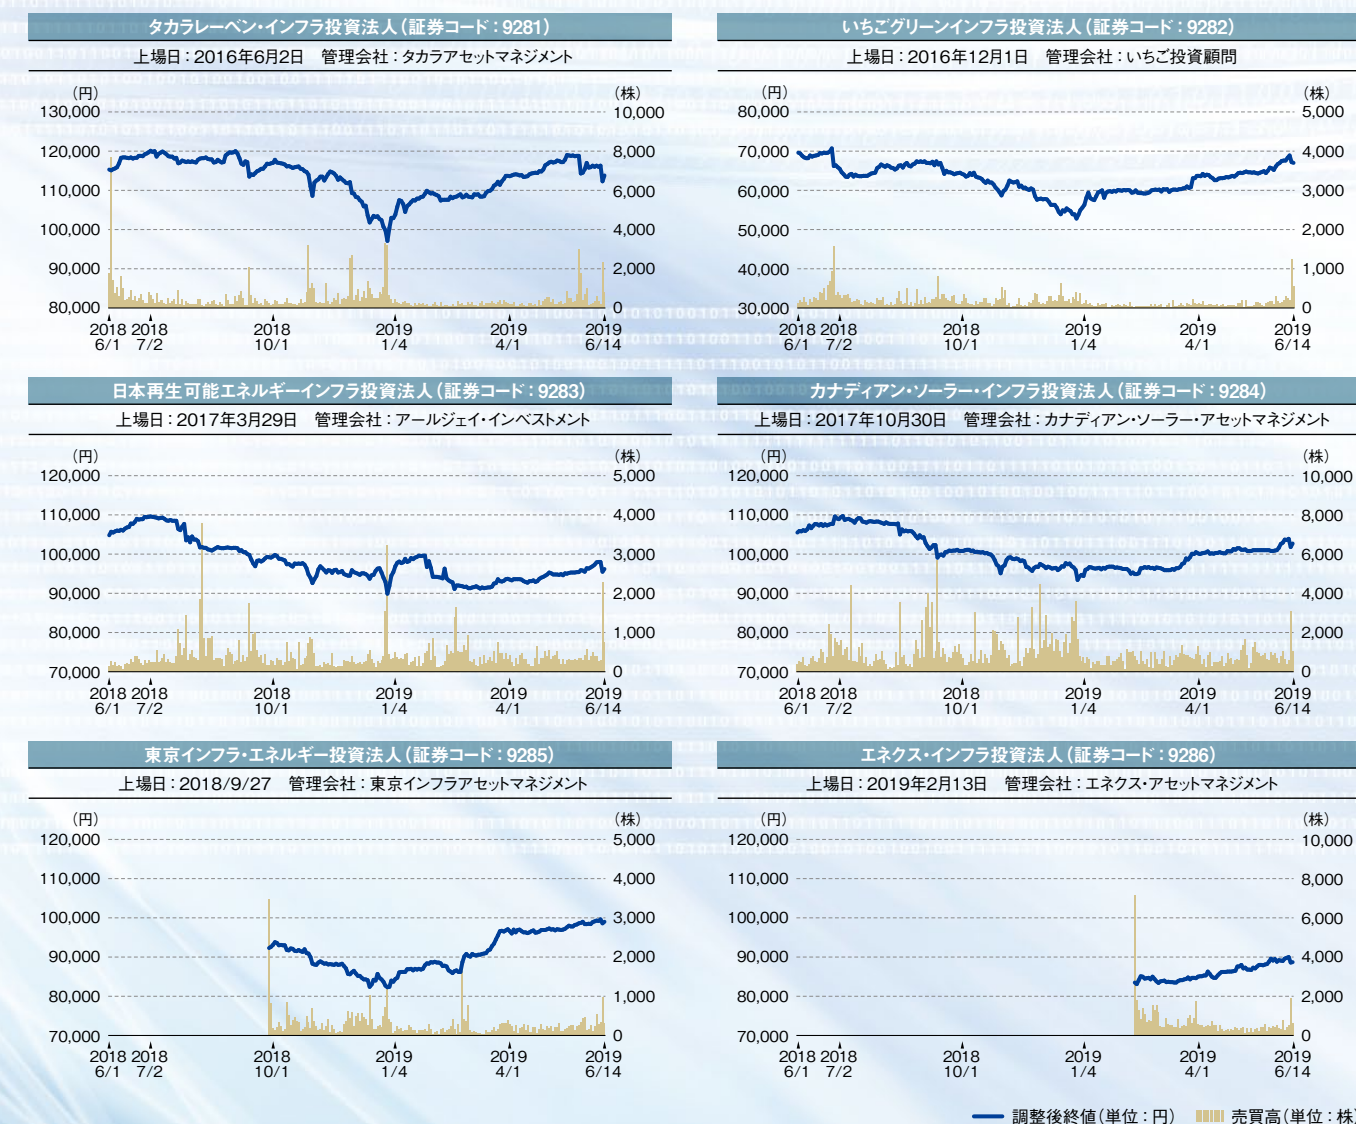 タカラレーベン・インフラ投資法人（証券コード：9281）
上場日：2016年6月2日　管理会社：タカラアセットマネジメント
（円）　（株）
130,000　10,000
120,000　8,000
110,000　6,000
100,000　4,000
90,000　2,000
80,000　0
2018　2018　2018　2019　2019　2019
6/1　7/2　10/1　1/4　4/1　6/14
いちごグリーンインフラ投資法人（証券コード：9282）
上場日：2016年12月1日　管理会社：いちご投資顧問
（円）　（株）
80,000　5,000
70,000　4,000
60,000　3,000
50,000　2,000
40,000　1,000
30,000　0
2018　2018　2018　2019　2019　2019
6/1　7/2　10/1　1/4　4/1　6/14
日本再生可能エネルギーインフラ投資法人（証券コード：9283）
上場日：2017年3月29日　管理会社：アールジェイ・インベストメント
（円）　（株）
120,000　5,000
110,000　4,000
100,000　3,000
90,000　2,000
80,000　1,000
70,000　0
2018　2018　2018　2019　2019　2019
6/1　7/2　10/1　1/4　4/1　6/14
カナディアン・ソーラー・インフラ投資法人（証券コード：9284）
上場日：2017年10月30日　管理会社：カナディアン・ソーラー・アセットマネジメント
（円）　（株）
120,000　10,000
110,000　8,000
100,000　6,000
90,000　4,000
80,000　2,000
70,000　0
2018　2018　2018　2019　2019　2019
6/1　7/2　10/1　1/4　4/1　6/14
東京インフラ・エネルギー投資法人（証券コード：9285）
上場日：2018/9/27　管理会社：東京インフラアセットマネジメント
（円）　（株）
120,000　5,000
110,000　4,000
100,000　3,000
90,000　2,000
80,000　1,000
70,000　0
2018　2018　2018　2019　2019　2019
6/1　7/2　10/1　1/4　4/1　6/14
エネクス・インフラ投資法人（証券コード：9286）
上場日：2019年2月13日　管理会社：エネクス・アセットマネジメント
（円）　（株）
120,000　10,000
110,000　8,000
100,000　6,000
90,000　4,000
80,000　2,000
70,000　0
2018　2018　2018　2019　2019　2019
6/1　7/2　10/1　1/4　4/1　6/14
調整後終値（単位：円）　売買高（単位：株）